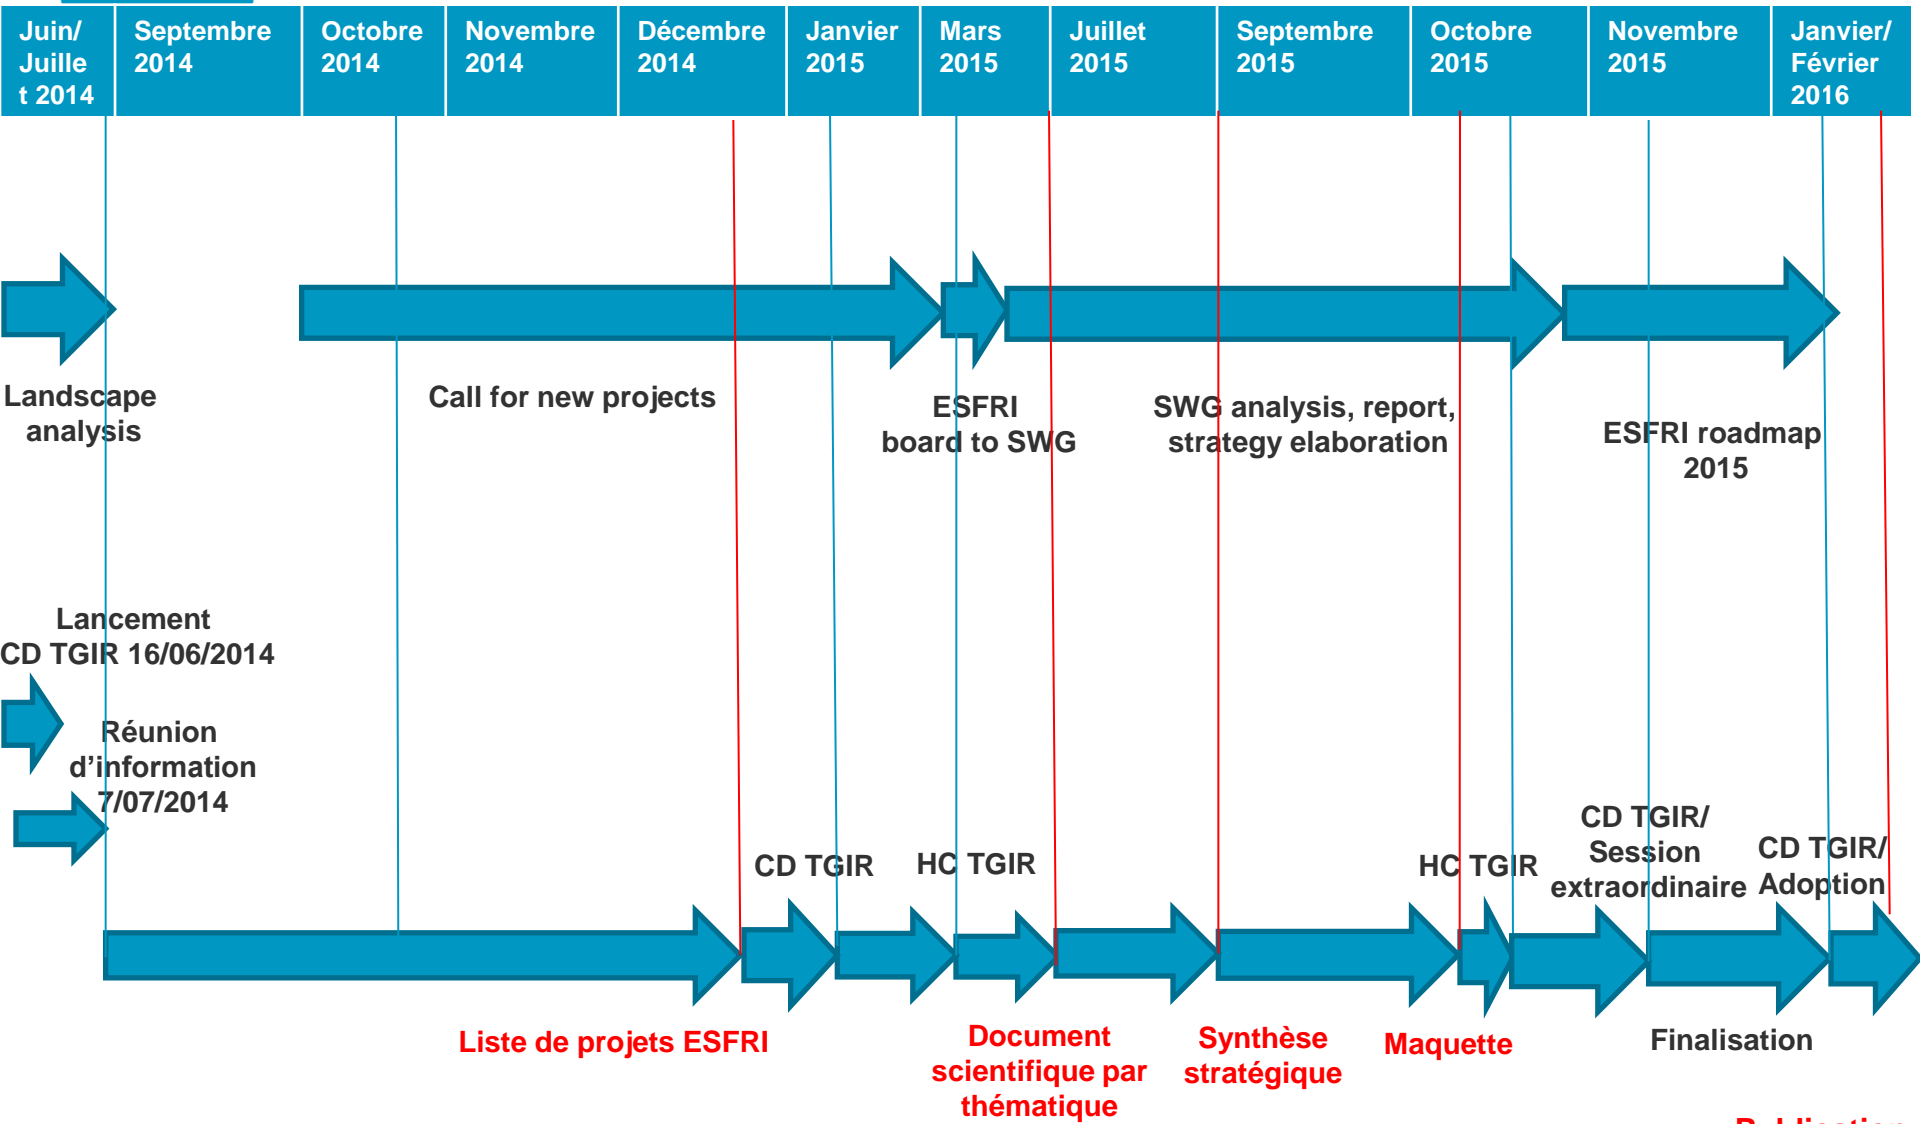 Juin/
Juille
t 2014
Septembre
2014
Octobre
2014
Novembre
2014
Décembre
2014
Janvier
2015
Mars
2015
Juillet
2015
Septembre
2015
Octobre
2015
Novembre
2015
Janvier/
Février
2016
Landscape
analysis
Call for new projects
ESFRI
board to SWG
SWG analysis, report,
strategy elaboration
ESFRI roadmap
2015
Lancement
CD TGIR 16/06/2014
Réunion
d’information
7/07/2014
CD TGIR
HC TGIR
HC TGIR
CD TGIR/
Session
extraordinaire
CD TGIR/
Adoption
Liste de projets ESFRI
Document
scientifique par
thématique
Synthèse
stratégique
Maquette
Finalisation
Publication